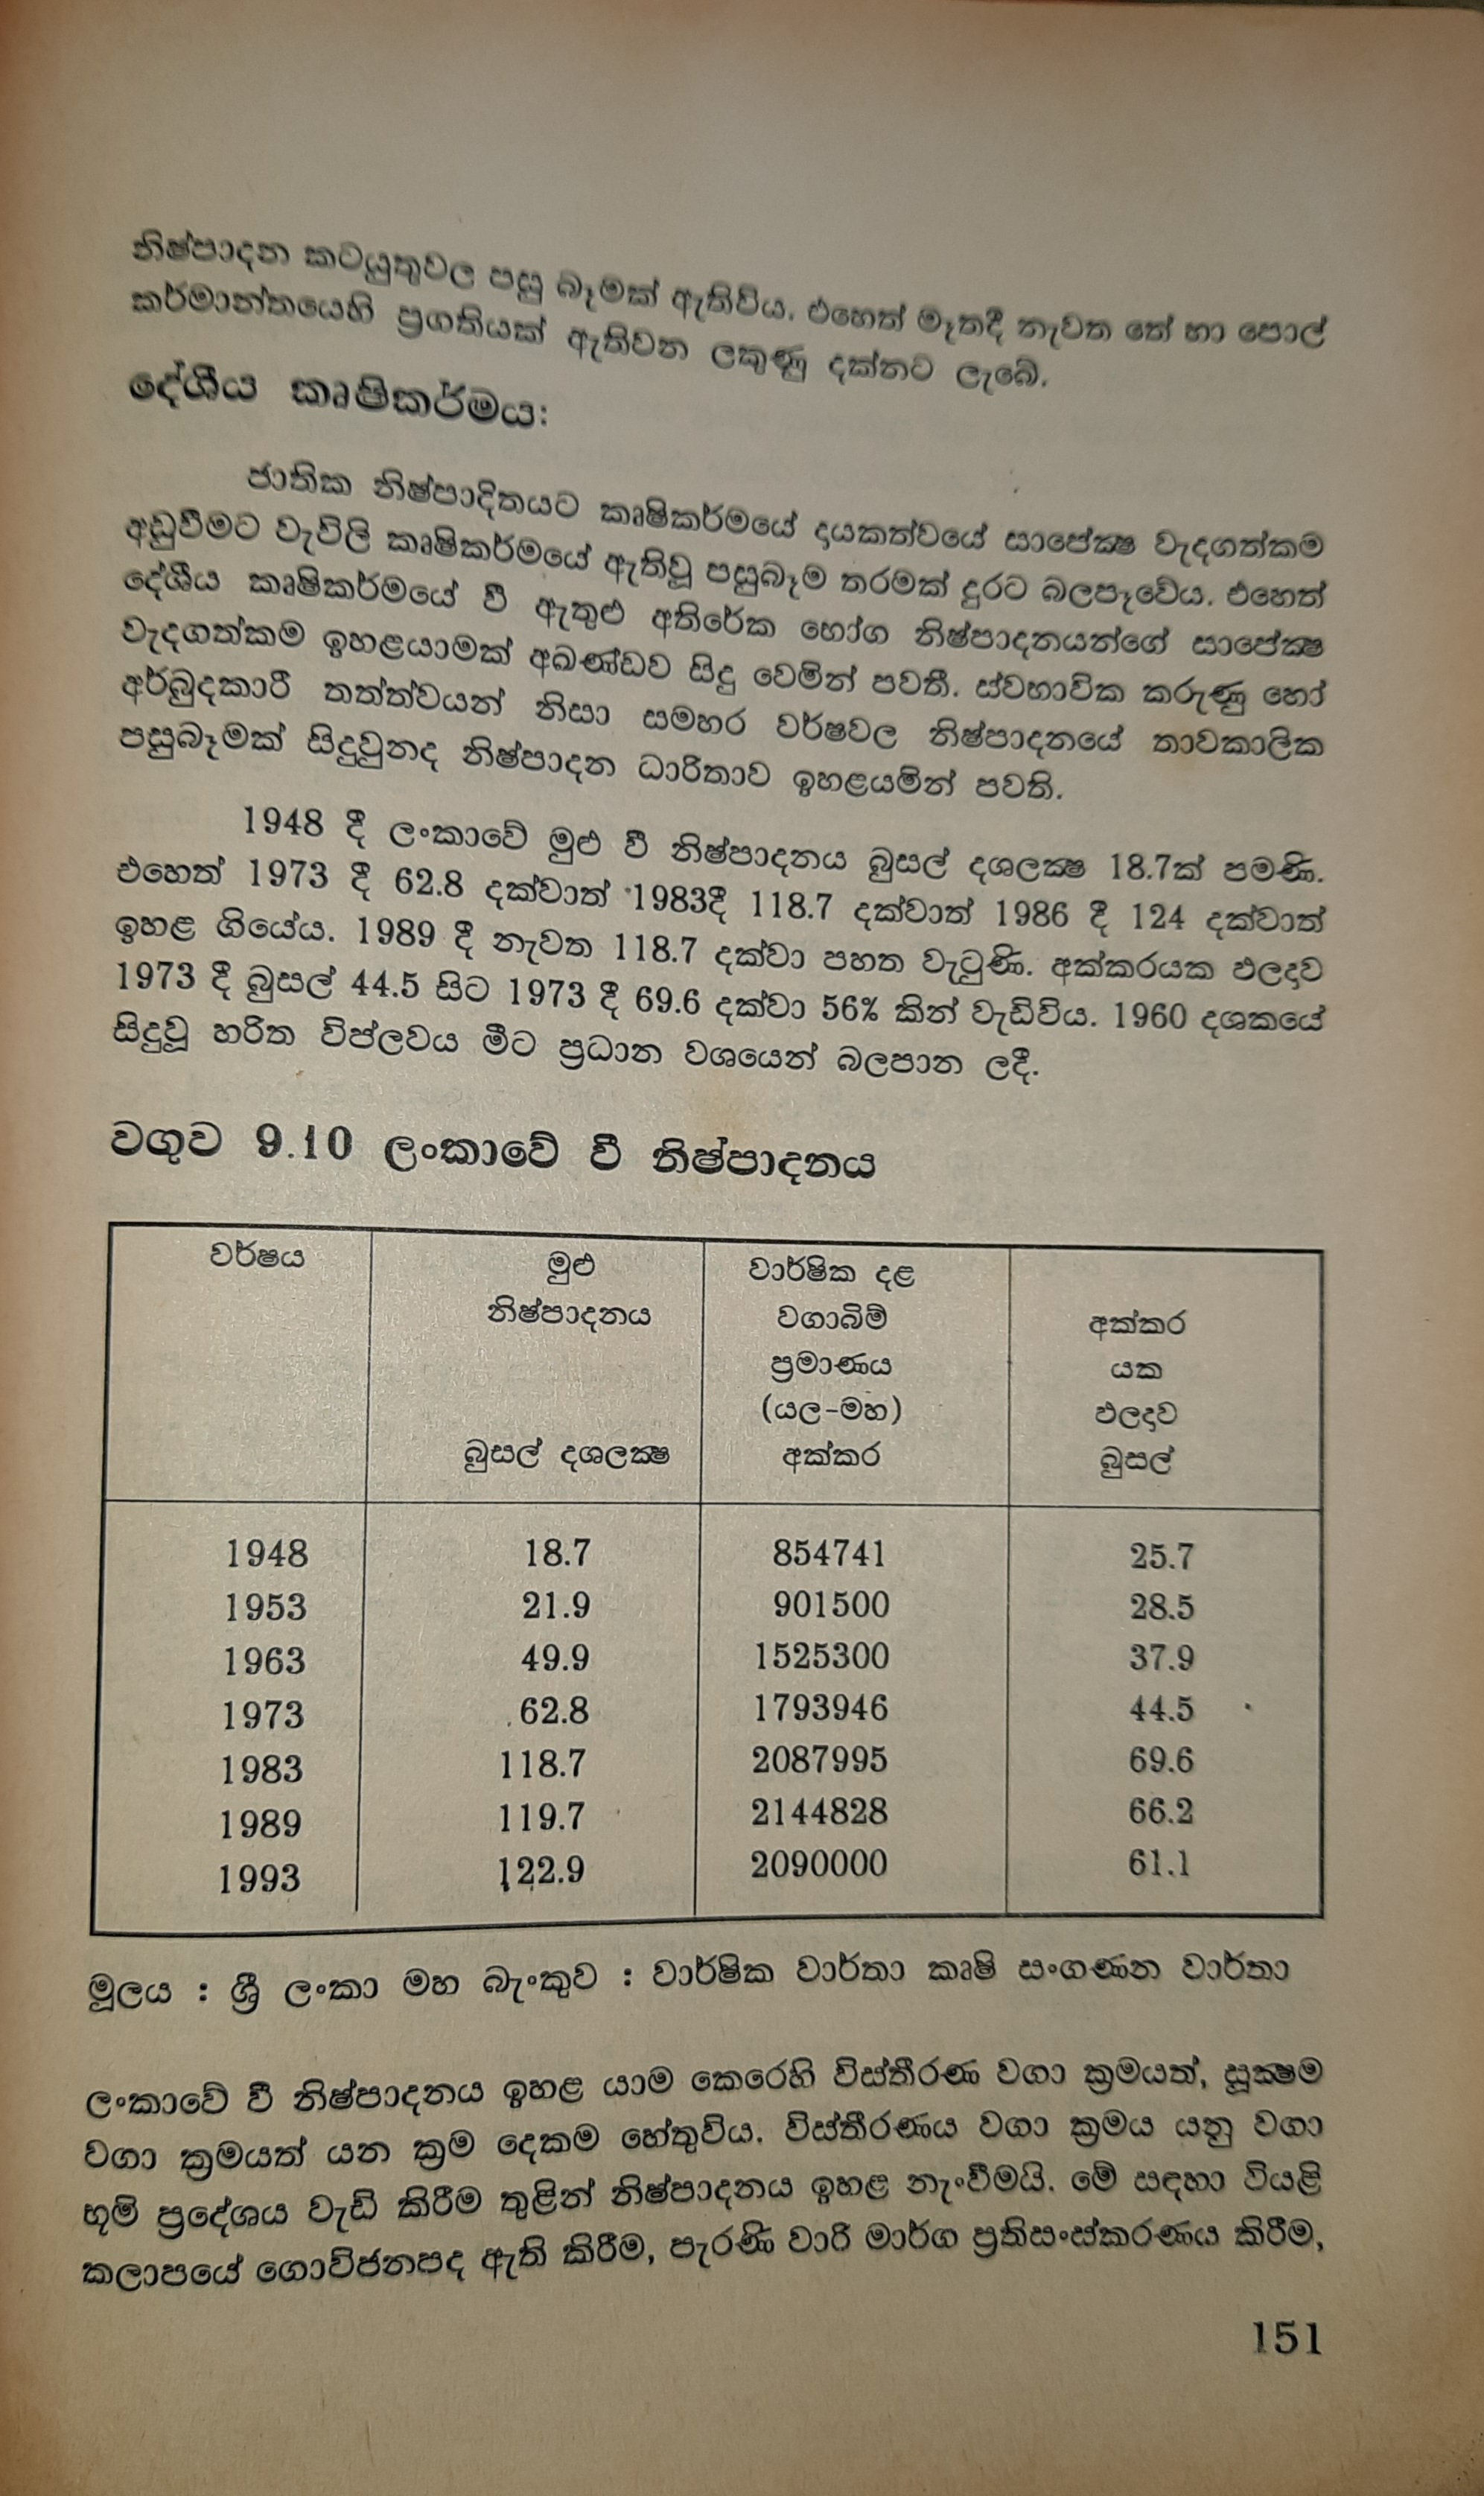 නිෂ්පාදන කටයුතුවල පසු බෑමක් ඇතිවිය. එහෙත් මෑතදී නැවත තේ හා පොල්
කර්මාන්තයෙහි ප්‍රගතියක් ඇතිවන ලකුණු දක්නට ලැබේ.
දේශීය කෘෂිකර්මය:
ජාතික නිෂ්පාදිතයට කෘෂිකර්මයේ දායකත්වයේ සාපේක්‍ෂ වැදගත්කම
අඩුවීමට වැවිලි කෘෂිකර්මයේ ඇතිවූ පසුබෑම තරමක් දුරට බලපෑවේය. එහෙත්
දේශීය කෘෂිකර්මයේ වී ඇතුළු අතිරේක භෝග නිෂ්පාදනයන්ගේ සාපේක්‍ෂ
වැදගත්කම ඉහළයාමක් අඛණ්ඩව සිදු වෙමින් පවතී. ස්වභාවික කරුණු හෝ
අර්බුදකාරී තත්ත්වයන් නිසා සමහර වර්ෂවල නිෂ්පාදනයේ තාවකාලික
පසුබෑමක් සිදුවුනද නිෂ්පාදන ධාරිතාව ඉහළයමින් පවති.
1948 දී ලංකාවේ මුළු වී නිෂ්පාදනය බුසල් දශලක්‍ෂ 18.7ක් පමණි.
එහෙත් 1973 දී 62.8 දක්වාත් 1983දී 118.7 දක්වාත් 1986 දී 124 දක්වාත්
ඉහළ ගියේය. 1989 දී නැවත 118.7 දක්වා පහත වැටුණි. අක්කරයක ඵලදාව
1973 දී බුසල් 44.5 සිට 1973 දී 69.6 දක්වා 56% කින් වැඩිවිය. 1960 දශකයේ
සිදුවූ හරිත විප්ලවය මීට ප්‍රධාන වශයෙන් බලපාන ලදී.
වගුව 9.10 ලංකාවේ වී නිෂ්පාදනය
වර්ෂය මුළු වාර්ෂික දළ
නිෂ්පාදනය වගාබිම් අක්කර
ප්‍රමාණය යක
(යල-මහ) ඵලදාව
බුසල් දශලක්‍ෂ අක්කර බුසල්
1948 18.7 854741 25.7
1953 21.9 901500 28.5
1963 49.9 1525300 37.9
1973 62.8 1793946 44.5
1983 118.7 2087995 69.6
1989 119.7 2144828 66.2
1993 122.9 2090000 61.1
මූලය : ශ්‍රී ලංකා මහ බැංකුව : වාර්ෂික වාර්තා කෘෂි සංගණන වාර්තා
ලංකාවේ වී නිෂ්පාදනය ඉහළ යාම කෙරෙහි විස්තීරණ වගා ක්‍රමයත්, සූක්‍ෂම
වගා ක්‍රමයත් යන ක්‍රම දෙකම හේතුවිය. විස්තීරණය වගා ක්‍රමය යනු වගා
භූමි ප්‍රදේශය වැඩි කිරීම තුළින් නිෂ්පාදනය ඉහළ නැංවීමයි. මේ සඳහා වියළි
කලාපයේ ගොවිජනපද ඇති කිරීම, පැරණි වාරි මාර්ග ප්‍රතිසංස්කරණය කිරීම,
151